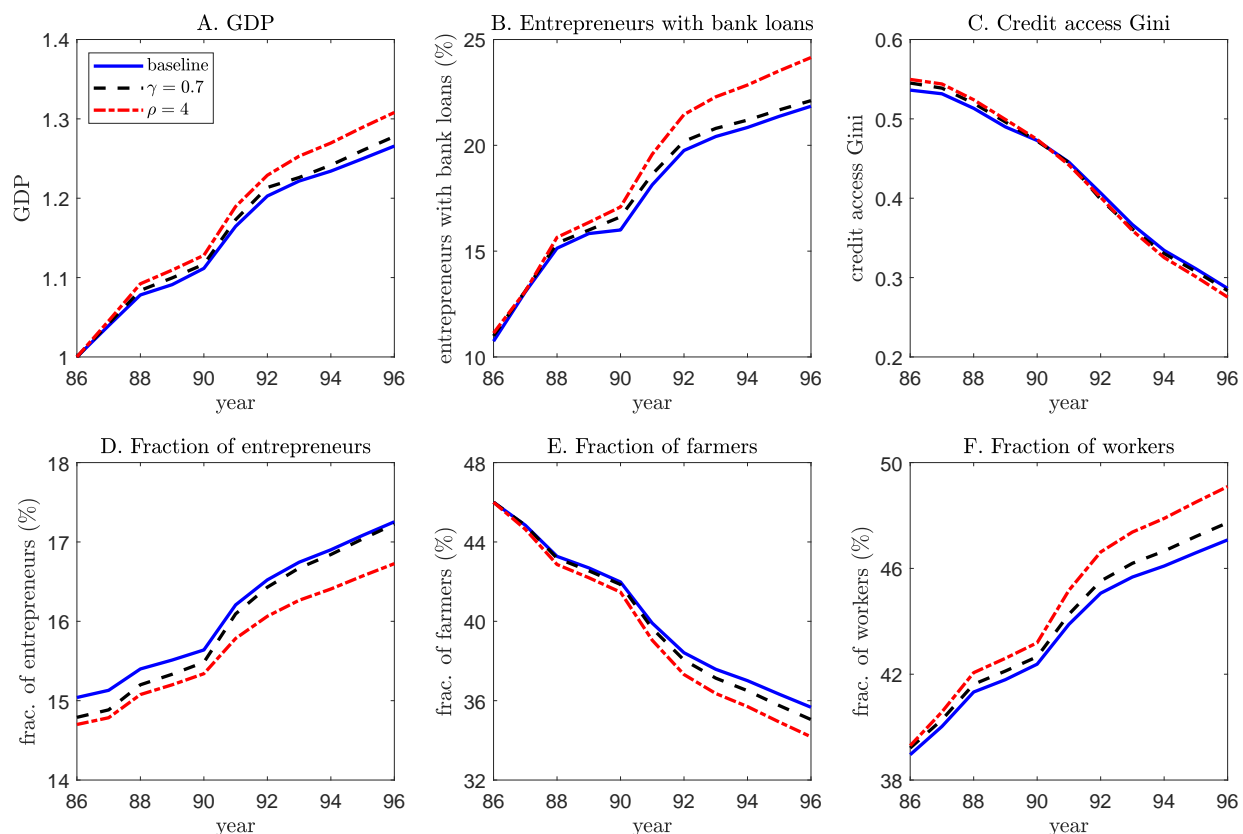 A. GDP
1.4
1.3
1.2
1.1
1
GDP
86 88 90 92 94 96
year
baseline
γ = 0.7
ρ = 4
B. Entrepreneurs with bank loans
25
20
15
10
entrepreneurs with bank loans (%)
86 88 90 92 94 96
year
C. Credit access Gini
0.6
0.5
0.4
0.3
0.2
credit access Gini
86 88 90 92 94 96
year
D. Fraction of entrepreneurs
18
17
16
15
14
frac. of entrepreneurs (%)
86 88 90 92 94 96
year
E. Fraction of farmers
48
44
40
36
32
frac. of farmers (%)
86 88 90 92 94 96
year
F. Fraction of workers
50
46
42
38
frac. of workers (%)
86 88 90 92 94 96
year